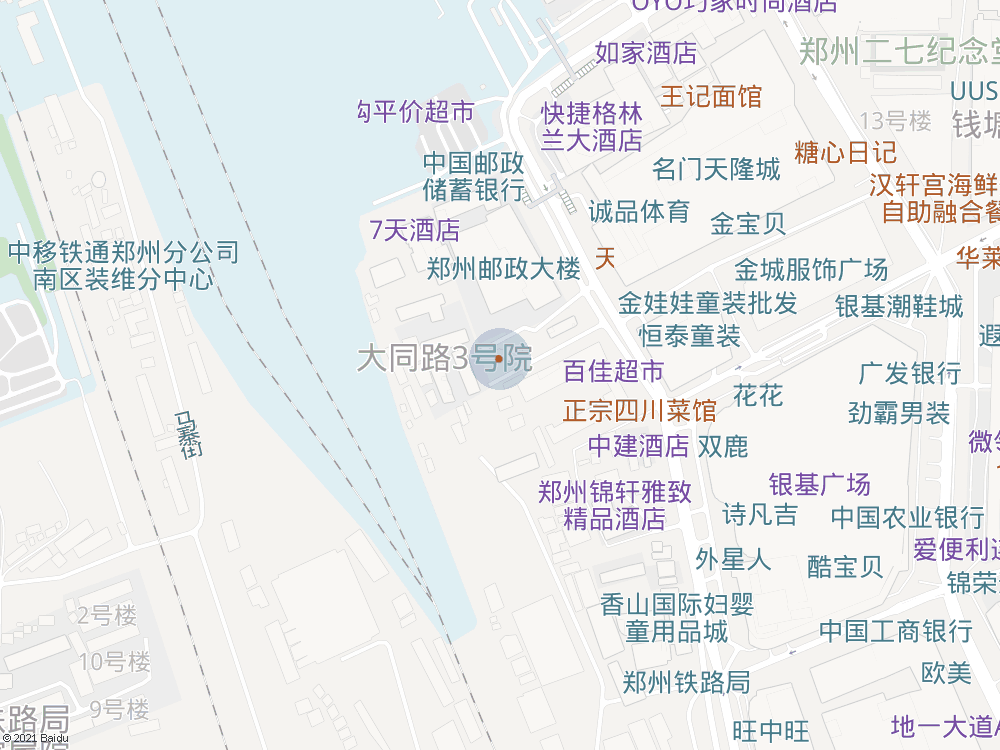 OYO巧家时尚酒店
如家酒店
郑州二七纪念堂
UUS
王记面馆
购平价超市
快捷格林
兰大酒店
13号楼
钱塘
糖心日记
中国邮政
储蓄银行
名门天隆城
汉轩宫海鲜
自助融合餐
诚品体育
金宝贝
7天酒店
中移铁通郑州分公司
南区装维分中心
郑州邮政大楼
天
金城服饰广场
华莱
金娃娃童装批发
银基潮鞋城
恒泰童装
遐
大同路3号院
百佳超市
广发银行
花花
正宗四川菜馆
劲霸男装
马寨街
中建酒店
双鹿
微邻
银基广场
郑州锦轩雅致
精品酒店
诗凡吉
中国农业银行
爱便利连
外星人
酷宝贝
锦荣
2号楼
香山国际妇婴
童用品城
中国工商银行
10号楼
欧美
郑州铁路局
9号楼
铁路局
旺中旺
地一大道A
© 2021 Baidu